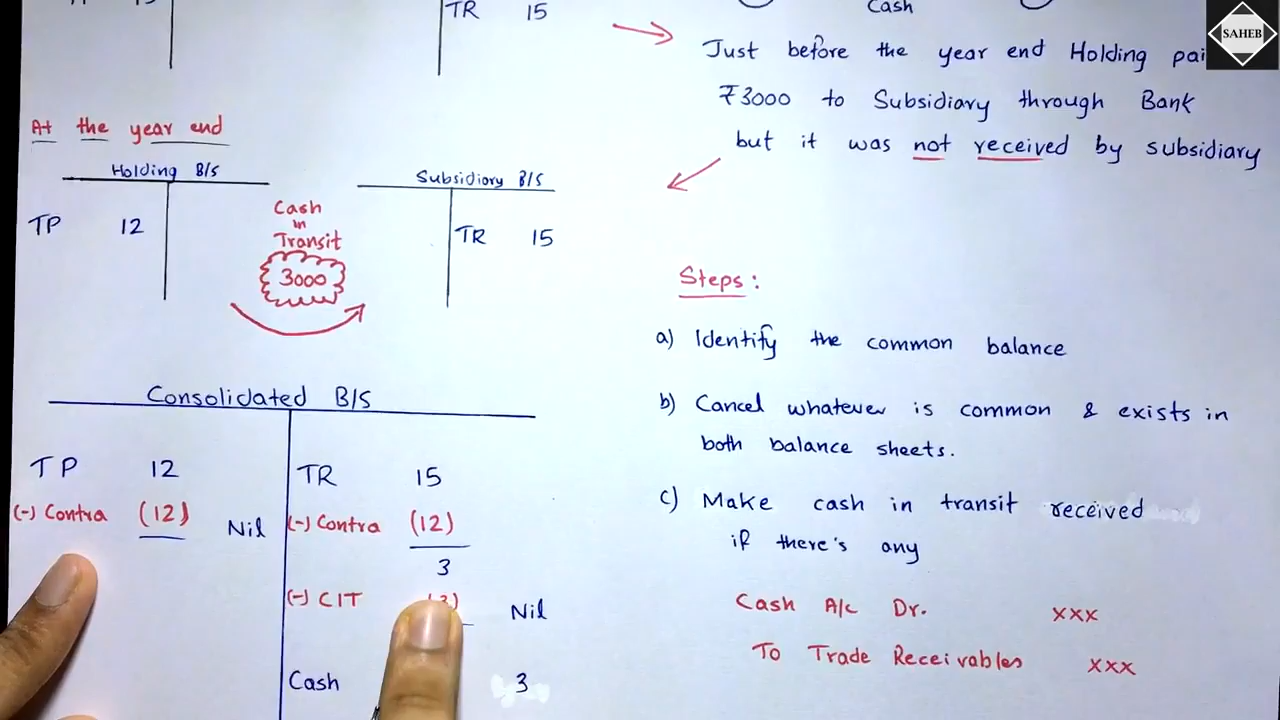 TR 15
Cash
SAHEB
Just before the year end Holding
₹3000 to Subsidiary through Bank
but it was not received by subsidiary
At the year end
Holding B/S
Subsidiory B/S
TP 12
Cash
in
Transit
3000
TR 15
Steps:
a) Identify the common balance
b) Cancel whatever is common & exists in
both balance sheets.
c) Make cash in transit received
if there's any
Cash A/c Dr. xxx
To Trade Receivables xxx
Consolidated B/S
TP 12
(-) Contra (12) Nil
TR 15
(-) Contra (12)
3
(-) CIT (3) Nil
Cash 3